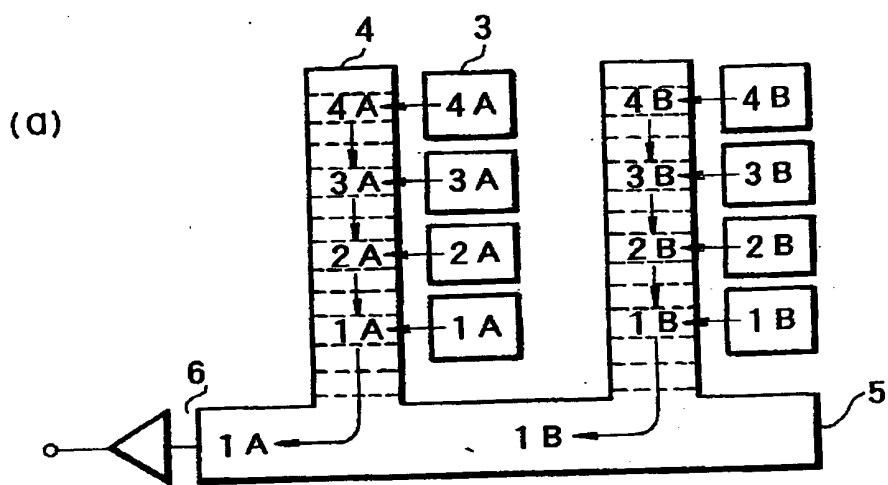 4 3
(a)
4A 4A 4B 4B
3A 3A 3B 3B
2A 2A 2B 2B
1A 1A 1B 1B
6 5
1A 1B